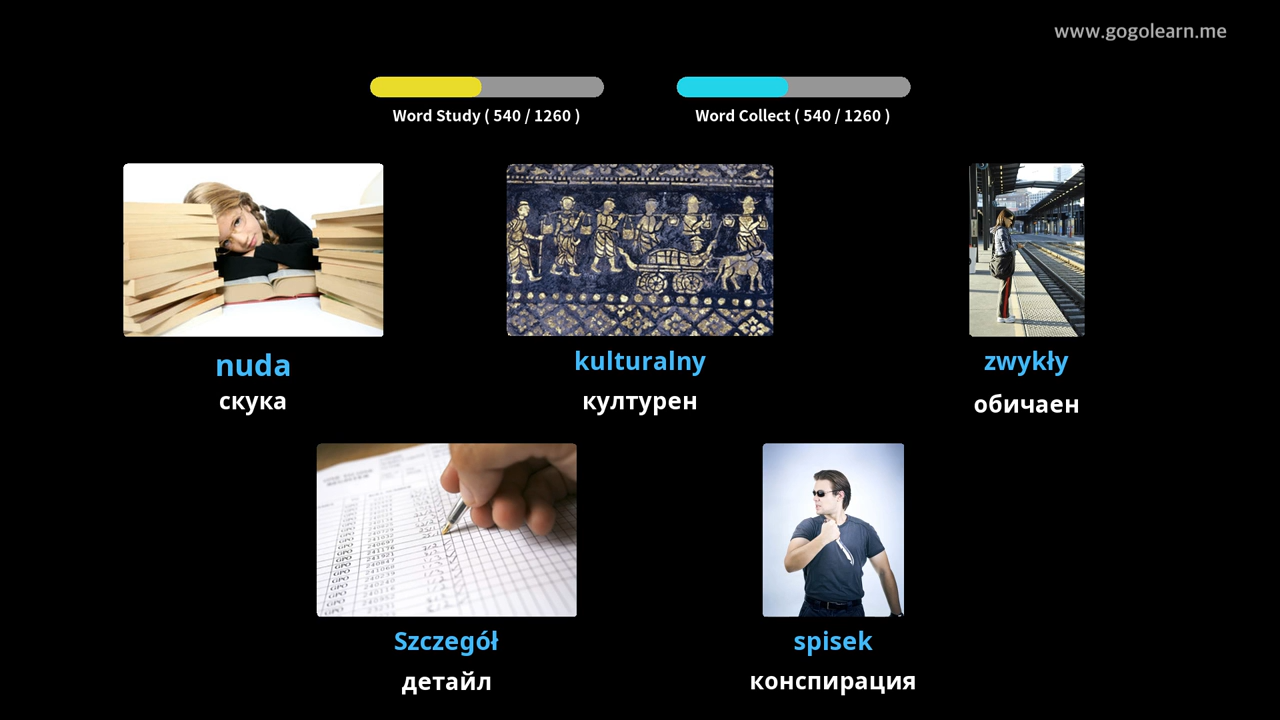 www.gogolearn.me
Word Study ( 540 / 1260 )
Word Collect ( 540 / 1260 )
nuda
скука
kulturalny
културен
zwykły
обичаен
Szczegół
детайл
spisek
конспирация